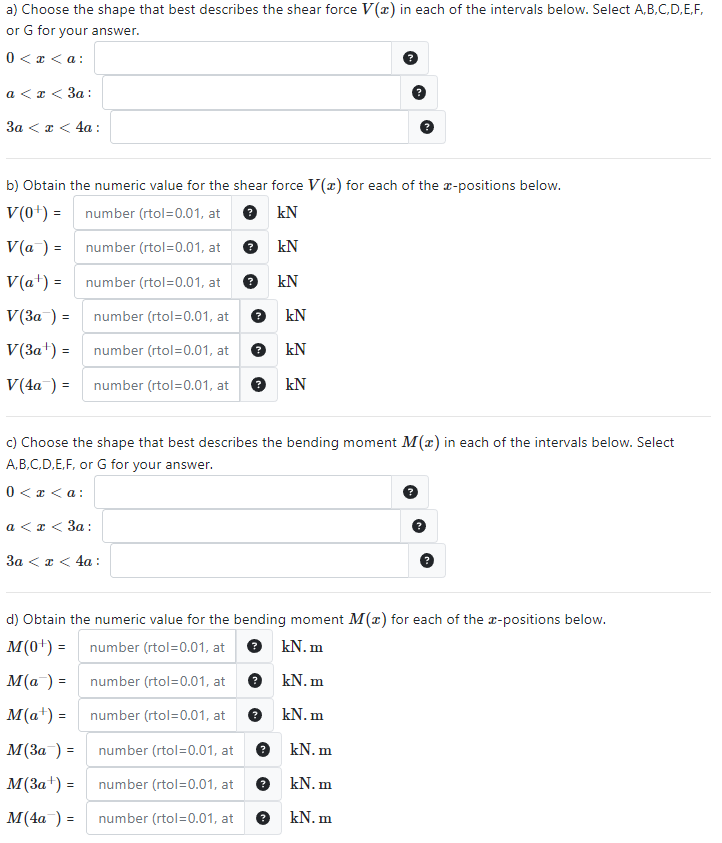 a) Choose the shape that best describes the shear force V(x) in each of the intervals below. Select A,B,C,D,E,F,
or G for your answer.
0 < x < a :
a < x < 3a :
3a < x < 4a :
b) Obtain the numeric value for the shear force V(x) for each of the x-positions below.
V(0⁺) = number (rtol=0.01, at ? kN
V(a⁻) = number (rtol=0.01, at ? kN
V(a⁺) = number (rtol=0.01, at ? kN
V(3a⁻) = number (rtol=0.01, at ? kN
V(3a⁺) = number (rtol=0.01, at ? kN
V(4a⁻) = number (rtol=0.01, at ? kN
c) Choose the shape that best describes the bending moment M(x) in each of the intervals below. Select
A,B,C,D,E,F, or G for your answer.
0 < x < a : ?
a < x < 3a : ?
3a < x < 4a : ?
d) Obtain the numeric value for the bending moment M(x) for each of the x-positions below.
M(0⁺) = number (rtol=0.01, at ? kN. m
M(a⁻) = number (rtol=0.01, at ? kN. m
M(a⁺) = number (rtol=0.01, at ? kN. m
M(3a⁻) = number (rtol=0.01, at ? kN. m
M(3a⁺) = number (rtol=0.01, at ? kN. m
M(4a⁻) = number (rtol=0.01, at ? kN. m